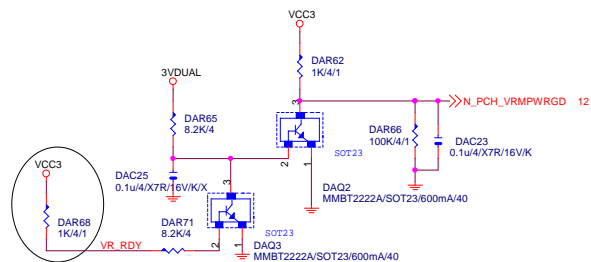 VCC3
DAR62
1K/4/1
3VDUAL
3
N_PCH_VRMPWRGD 12
DAR65
8.2K/4
DAR66
100K/4/1
DAC23
0.1u/4/X7R/16V/K
SOT23
2
1
VCC3
DAC25
0.1u/4/X7R/16V/K/X
3
DAQ2
MMBT2222A/SOT23/600mA/40
DAR68
1K/4/1
VR_RDY
DAR71
8.2K/4
SOT23
2
1
DAQ3
MMBT2222A/SOT23/600mA/40